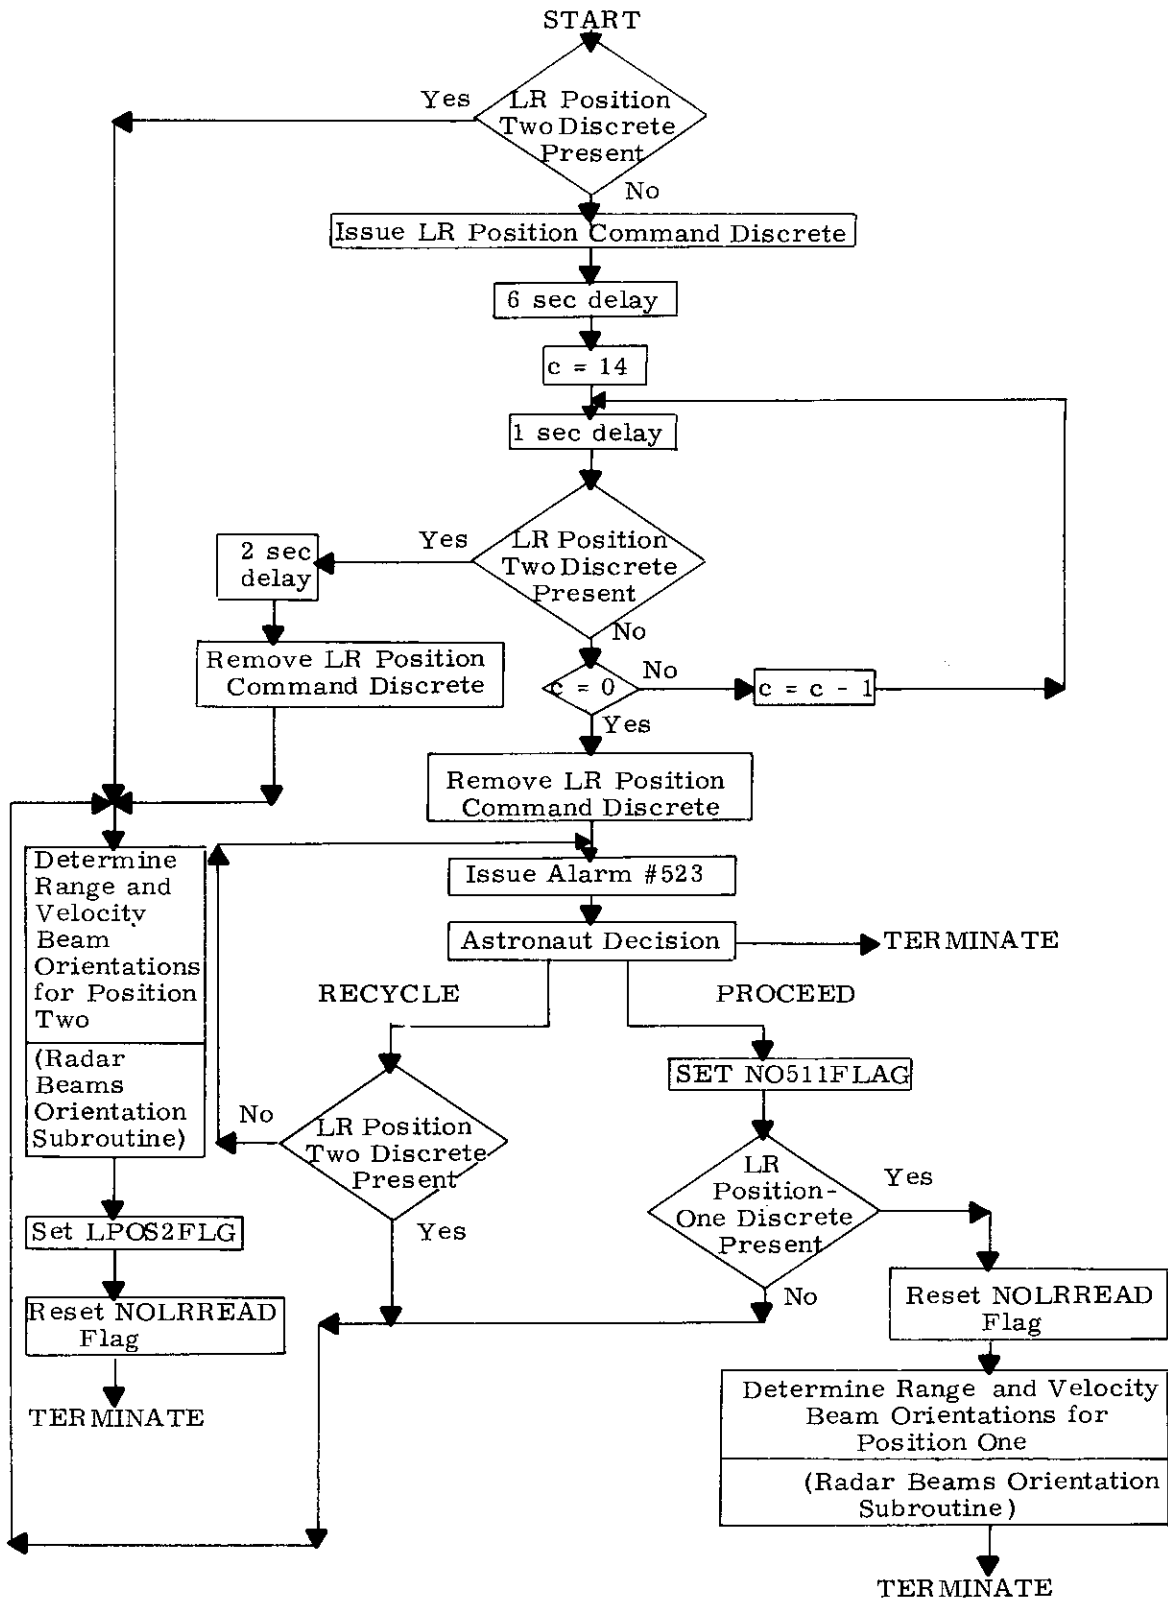 START
Yes
LR Position
Two Discrete
Present
No
Issue LR Position Command Discrete
6 sec delay
c = 14
1 sec delay
Yes
LR Position
Two Discrete
Present
2 sec
delay
No
Remove LR Position
Command Discrete
c = 0
No
c = c - 1
Yes
Remove LR Position
Command Discrete
Determine
Range and
Velocity
Beam
Orientations
for Position
Two
(Radar
Beams
Orientation
Subroutine)
Issue Alarm #523
Astronaut Decision
TERMINATE
RECYCLE
PROCEED
SET NO511FLAG
No
LR Position
Two Discrete
Present
Yes
LR
Position-
One Discrete
Present
Yes
No
Set LPOS2FLG
Reset NOLRREAD
Flag
TERMINATE
Reset NOLRREAD
Flag
Determine Range and Velocity
Beam Orientations for
Position One
(Radar Beams Orientation
Subroutine)
TERMINATE